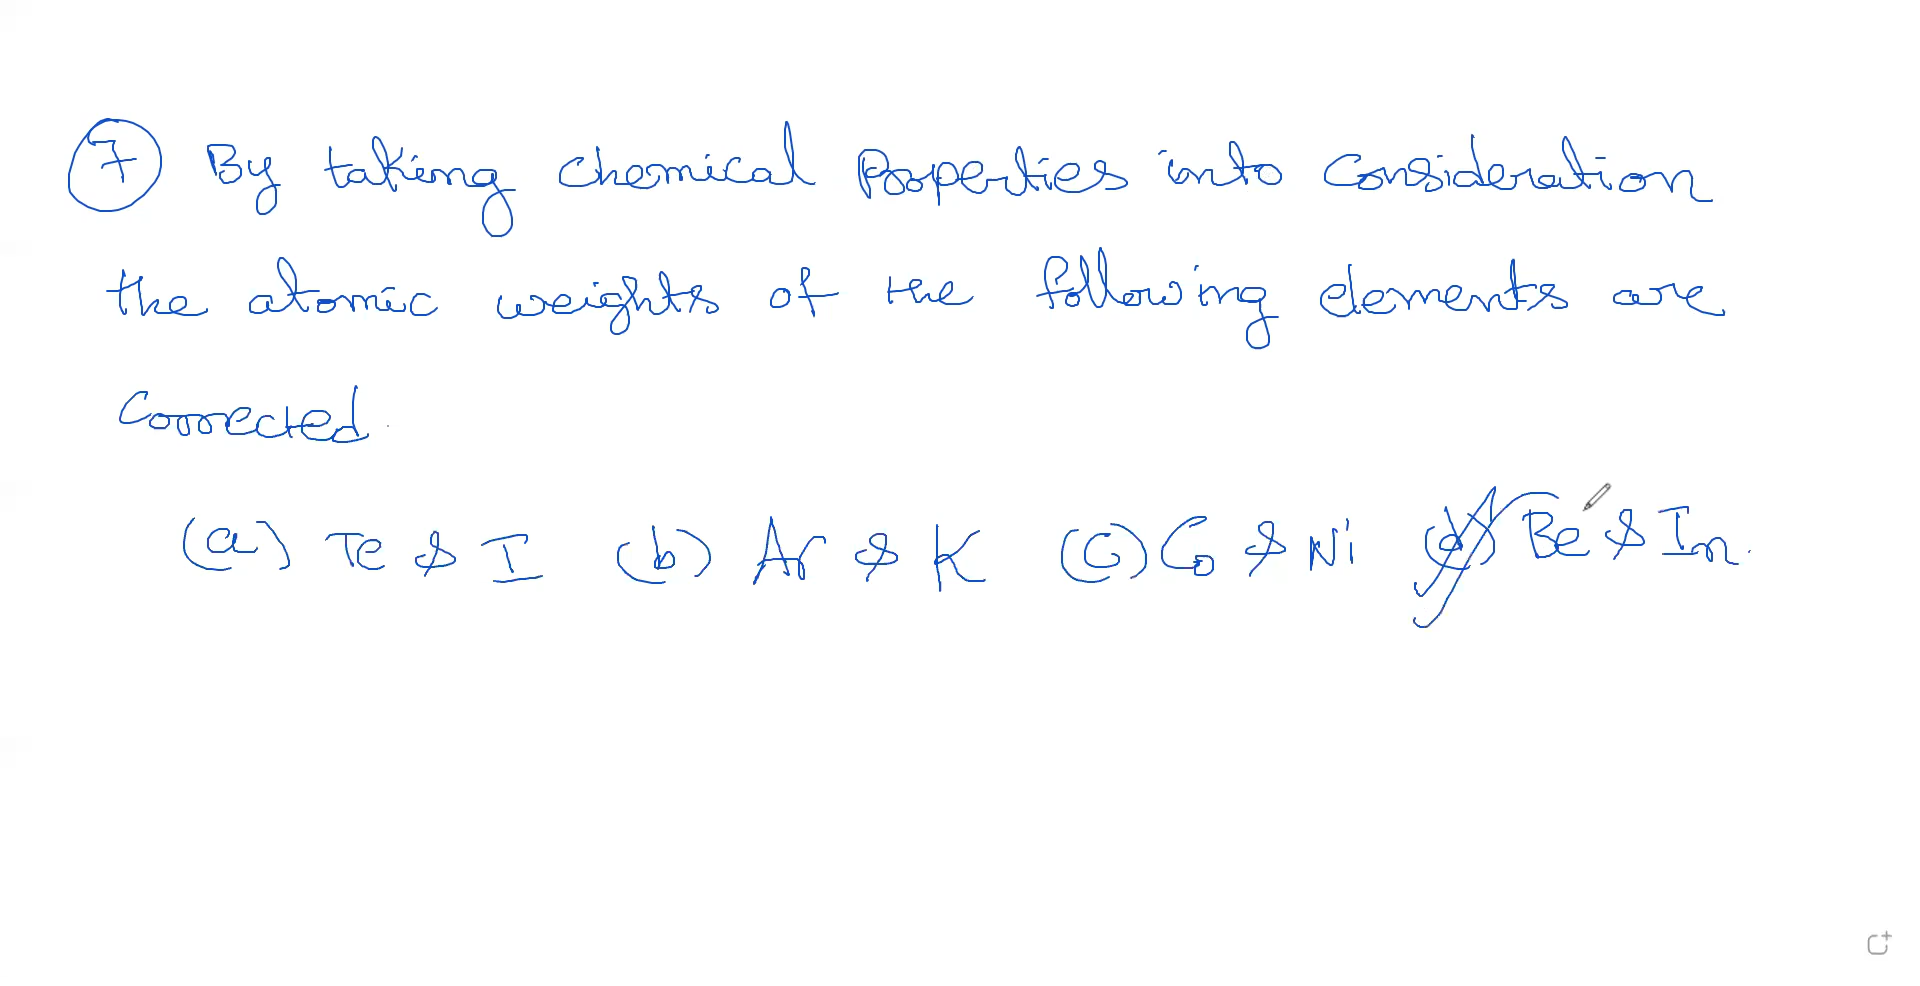 7 By taking chemical Properties into Consideration
the atomic weights of the following elements are
Corrected.
(a) Te & I (b) Ar & K (c) Co & Ni (d) Be & In.